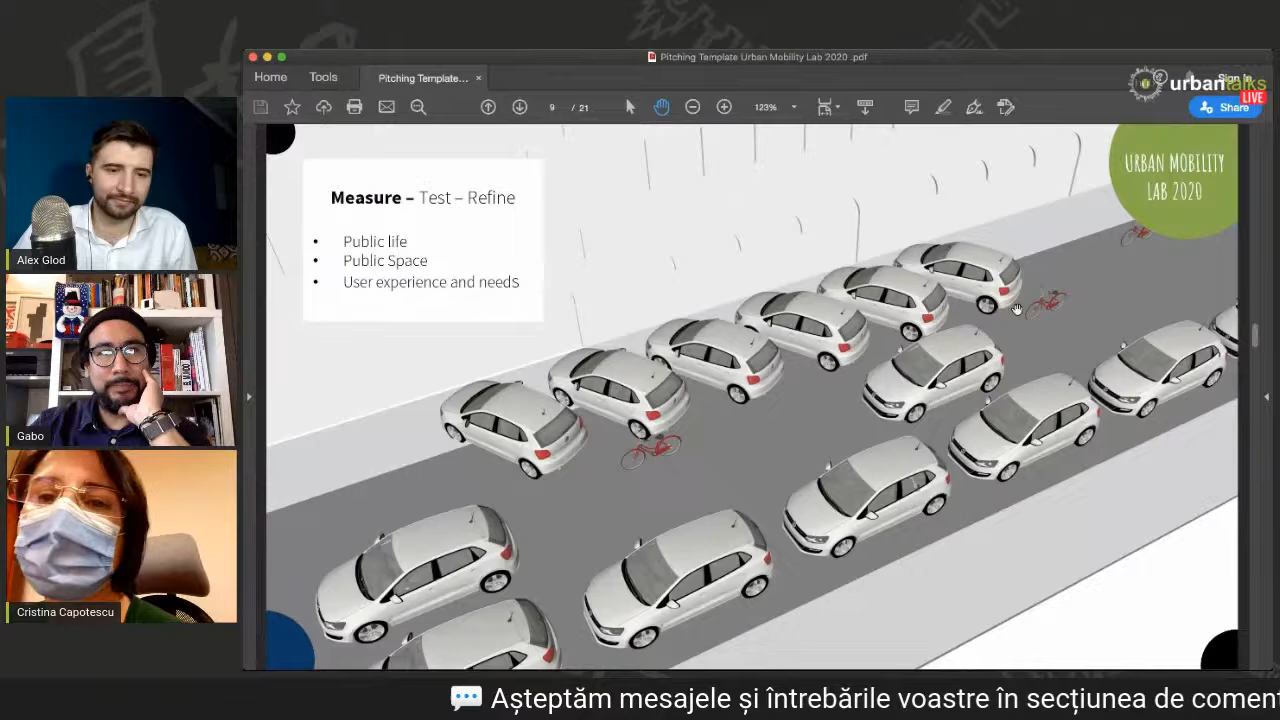 Pitching Template Urban Mobility Lab 2020 .pdf
Home
Tools
Pitching Template...
×
Sign In
urbantalks
LIVE
9 / 21
123%
Share
Measure – Test – Refine
• Public life
• Public Space
• User experience and needs
URBAN MOBILITY
LAB 2020
Alex Glod
Gabo
Cristina Capotescu
💬 Așteptăm mesajele și întrebările voastre în secțiunea de coment